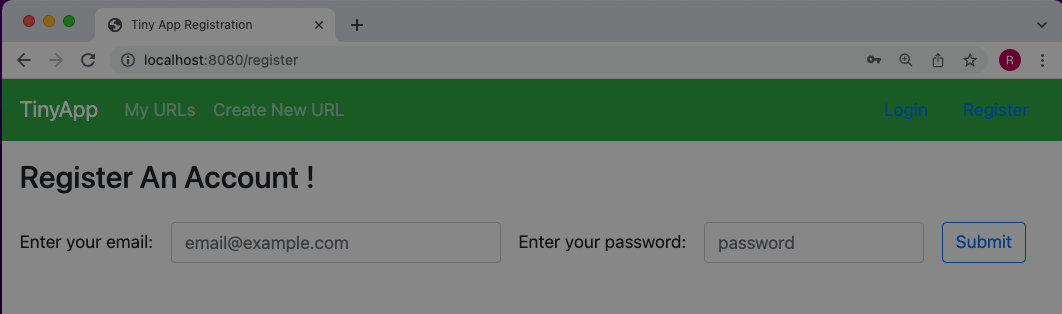 Tiny App Registration
localhost:8080/register
R
TinyApp My URLs Create New URL Login Register
Register An Account !
Enter your email: email@example.com Enter your password: password Submit